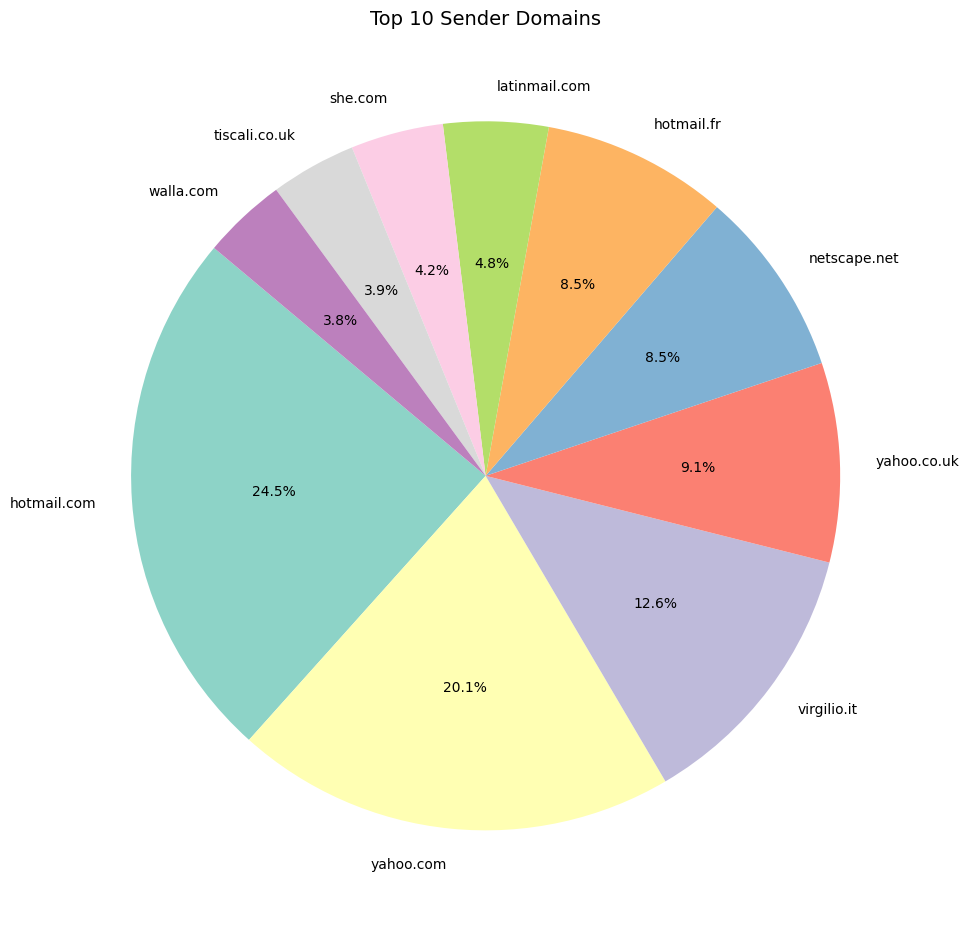 Top 10 Sender Domains
latinmail.com
she.com
hotmail.fr
tiscali.co.uk
walla.com
netscape.net
4.8%
4.2%
8.5%
3.9%
3.8%
8.5%
yahoo.co.uk
9.1%
24.5%
hotmail.com
12.6%
20.1%
virgilio.it
yahoo.com